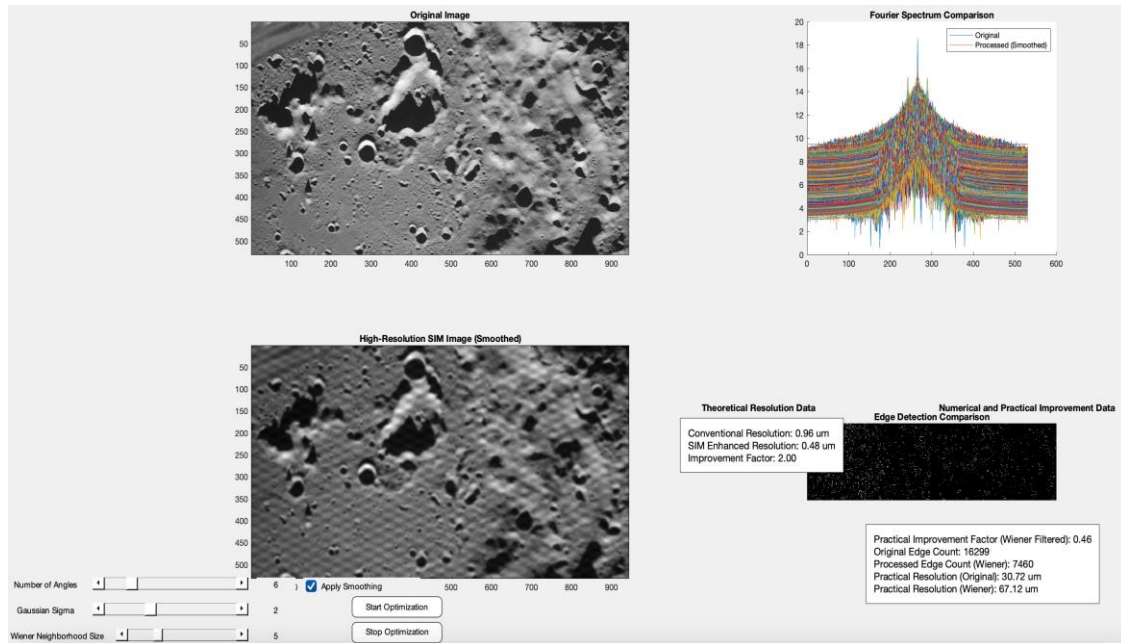 Original Image
50
100
150
200
250
300
350
400
450
500
100 200 300 400 500 600 700 800 900
Fourier Spectrum Comparison
20
18
16
14
12
10
8
6
4
2
0
0 100 200 300 400 500 600
Original
Processed (Smoothed)
High-Resolution SIM Image (Smoothed)
50
100
150
200
250
300
350
400
450
500
500 600 700 800 900
Theoretical Resolution Data
Conventional Resolution: 0.96 um
SIM Enhanced Resolution: 0.48 um
Improvement Factor: 2.00
Numerical and Practical Improvement Data
Edge Detection Comparison
Practical Improvement Factor (Wiener Filtered): 0.46
Original Edge Count: 16299
Processed Edge Count (Wiener): 7460
Practical Resolution (Original): 30.72 um
Practical Resolution (Wiener): 67.12 um
Number of Angles 6
Apply Smoothing
Gaussian Sigma 2
Start Optimization
Wiener Neighborhood Size 5
Stop Optimization